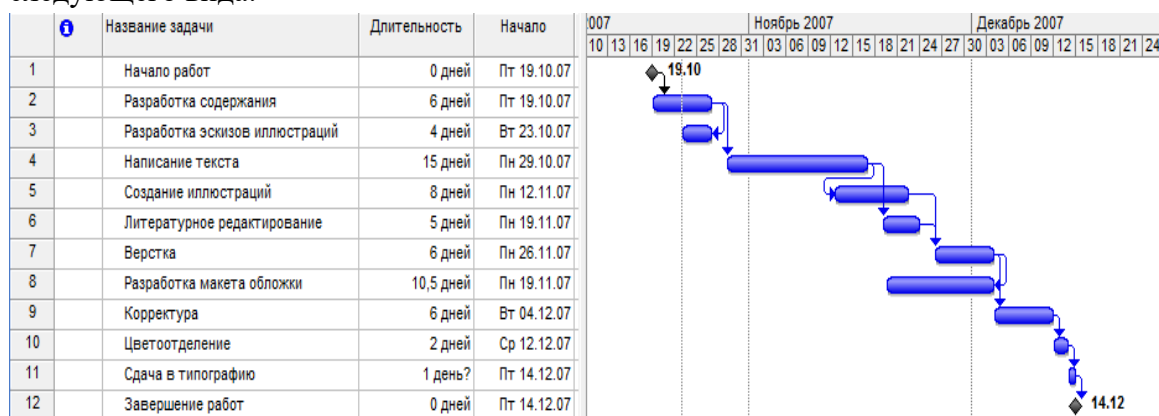 следующего вида:
Название задачи Длительность Начало 007 Ноябрь 2007 Декабрь 2007
10 13 16 19 22 25 28 31 03 06 09 12 15 18 21 24 27 30 03 06 09 12 15 18 21 24
1 Начало работ 0 дней Пт 19.10.07 19.10
2 Разработка содержания 6 дней Пт 19.10.07
3 Разработка эскизов иллюстраций 4 дней Вт 23.10.07
4 Написание текста 15 дней Пн 29.10.07
5 Создание иллюстраций 8 дней Пн 12.11.07
6 Литературное редактирование 5 дней Пн 19.11.07
7 Верстка 6 дней Пн 26.11.07
8 Разработка макета обложки 10,5 дней Пн 19.11.07
9 Корректура 6 дней Вт 04.12.07
10 Цветоотделение 2 дней Ср 12.12.07
11 Сдача в типографию 1 день? Пт 14.12.07
12 Завершение работ 0 дней Пт 14.12.07 14.12